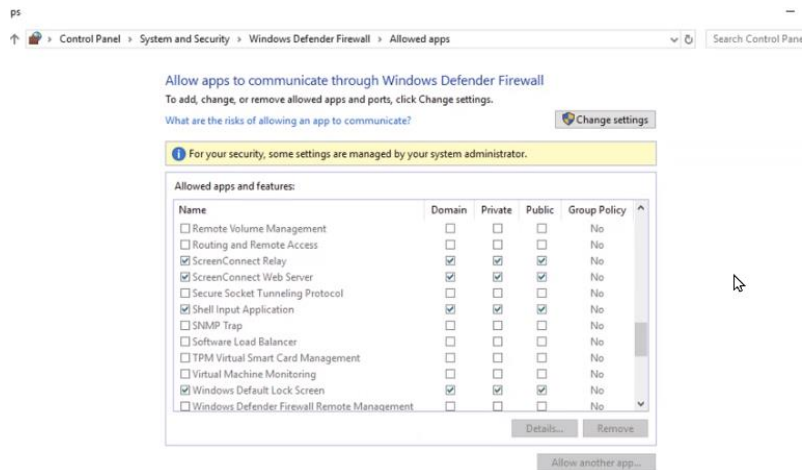 ps
Control Panel > System and Security > Windows Defender Firewall > Allowed apps
Search Control Pane
Allow apps to communicate through Windows Defender Firewall
To add, change, or remove allowed apps and ports, click Change settings.
What are the risks of allowing an app to communicate?
Change settings
For your security, some settings are managed by your system administrator.
Allowed apps and features:
Name Domain Private Public Group Policy
Remote Volume Management No
Routing and Remote Access No
ScreenConnect Relay No
ScreenConnect Web Server No
Secure Socket Tunneling Protocol No
Shell Input Application No
SNMP Trap No
Software Load Balancer No
TPM Virtual Smart Card Management No
Virtual Machine Monitoring No
Windows Default Lock Screen No
Windows Defender Firewall Remote Management No
Details... Remove
Allow another app...